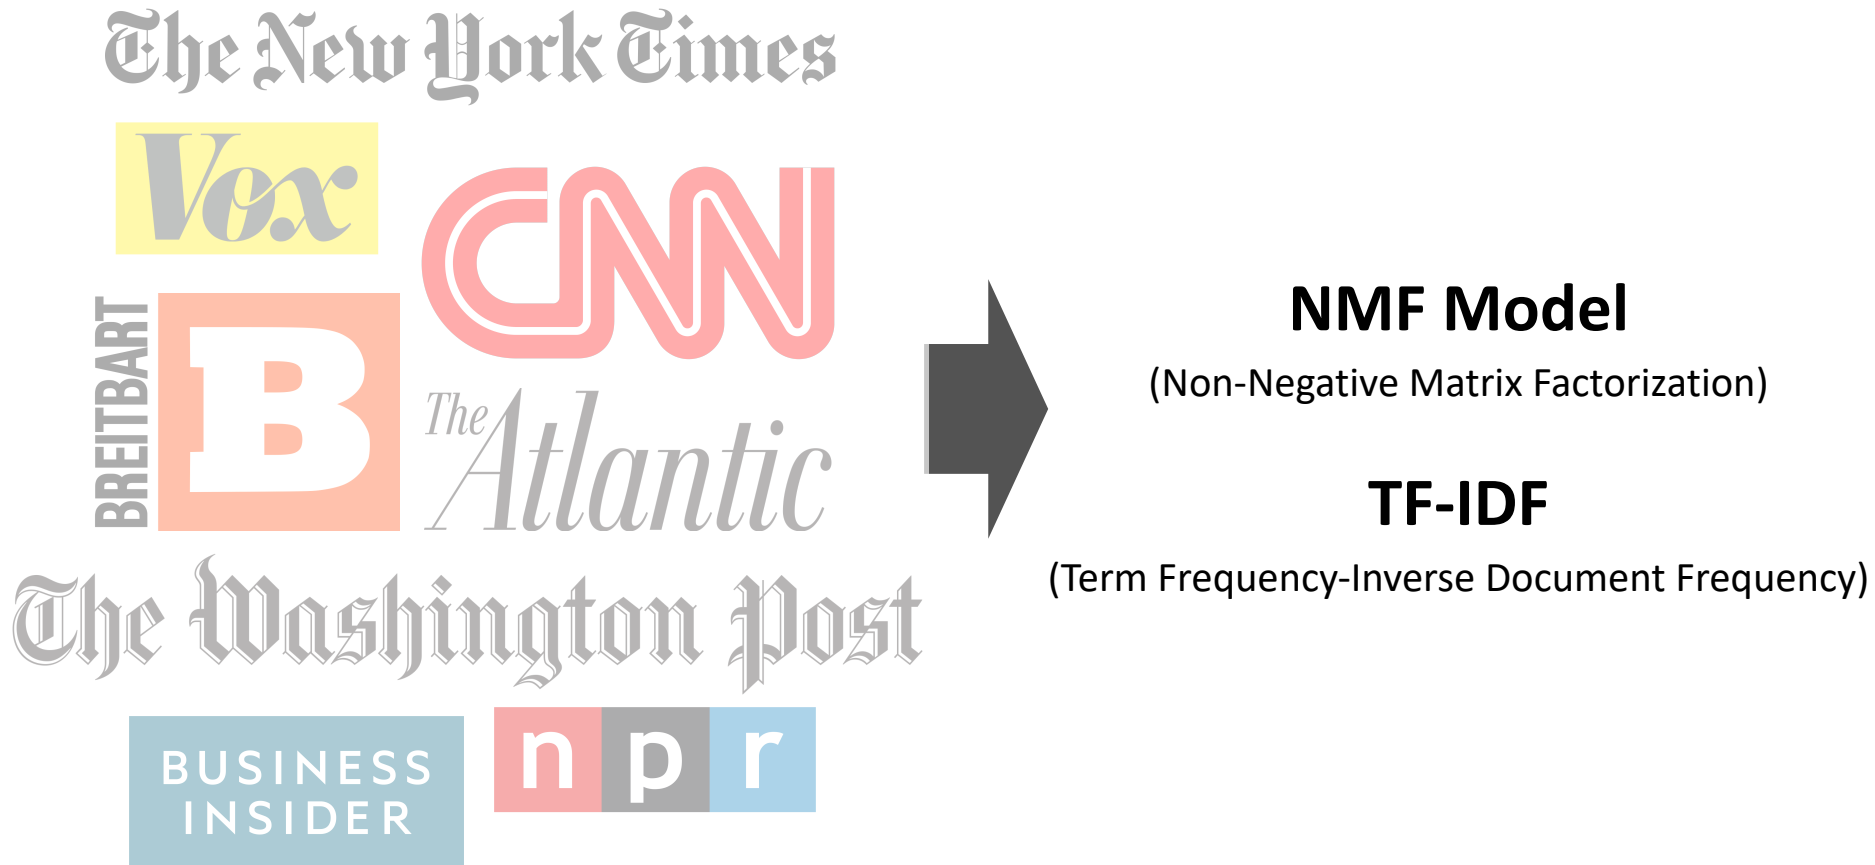 The New York Times
Vox
CNN
BREITBART
B
The Atlantic
The Washington Post
BUSINESS
INSIDER
npr
NMF Model
(Non-Negative Matrix Factorization)
TF-IDF
(Term Frequency-Inverse Document Frequency)